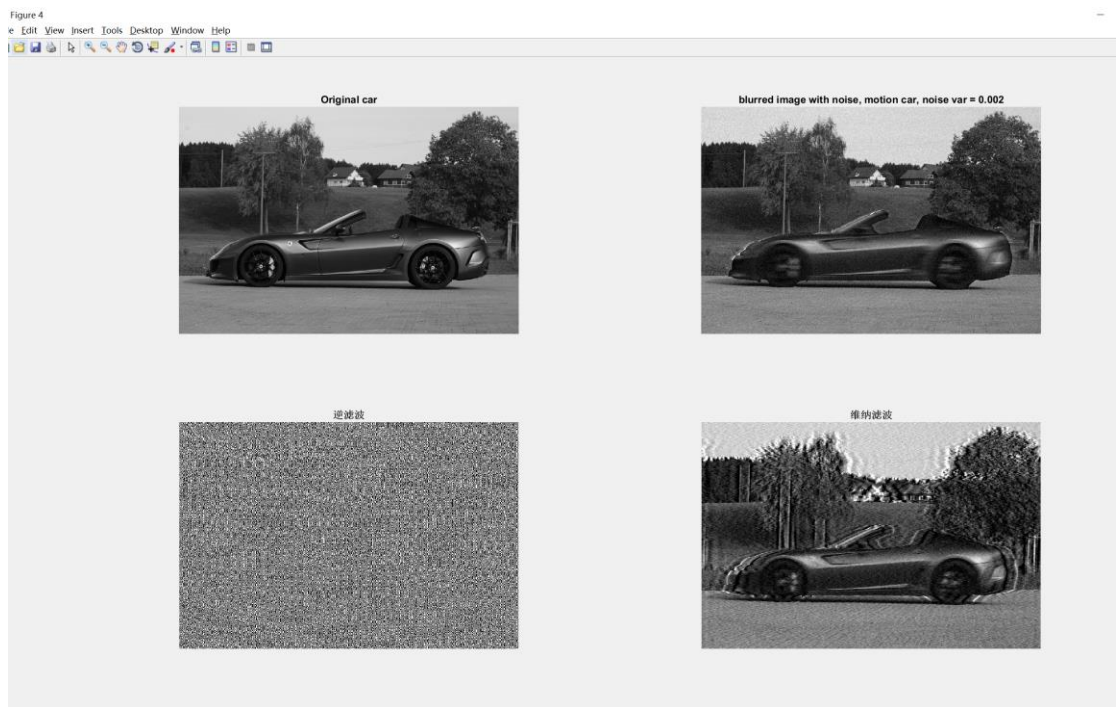 Figure 4
e Edit View Insert Tools Desktop Window Help
Original car
blurred image with noise, motion car, noise var = 0.002
逆滤波
维纳滤波